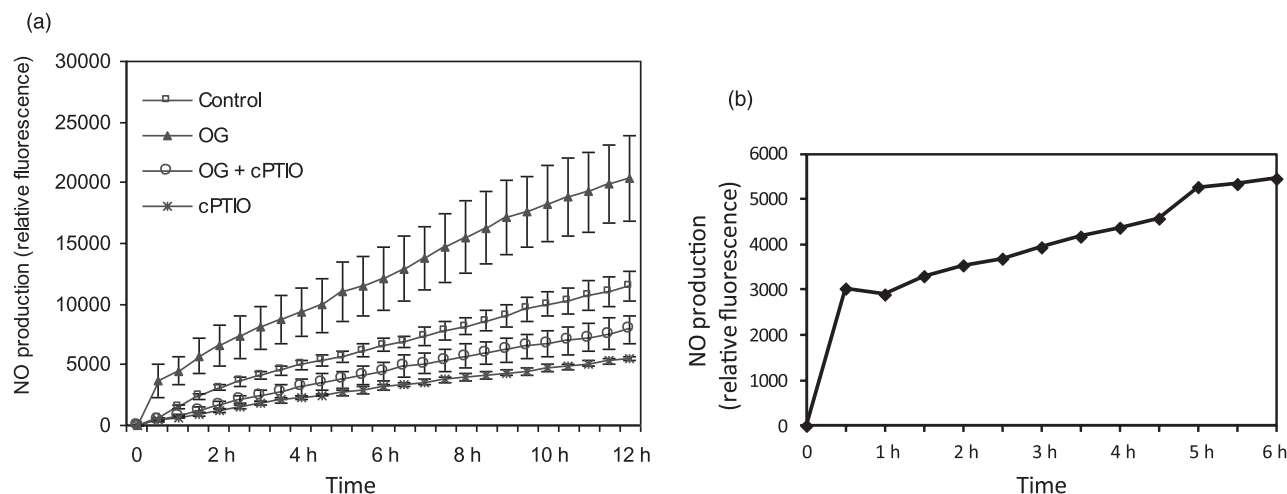 (a)
NO production (relative fluorescence)
30000
25000
20000
15000
10000
5000
0
Control
OG
OG + cPTIO
cPTIO
0 2 h 4 h 6 h 8 h 10 h 12 h
Time
(b)
NO production
(relative fluorescence)
6000
5000
4000
3000
2000
1000
0
0 1 h 2 h 3 h 4 h 5 h 6 h
Time